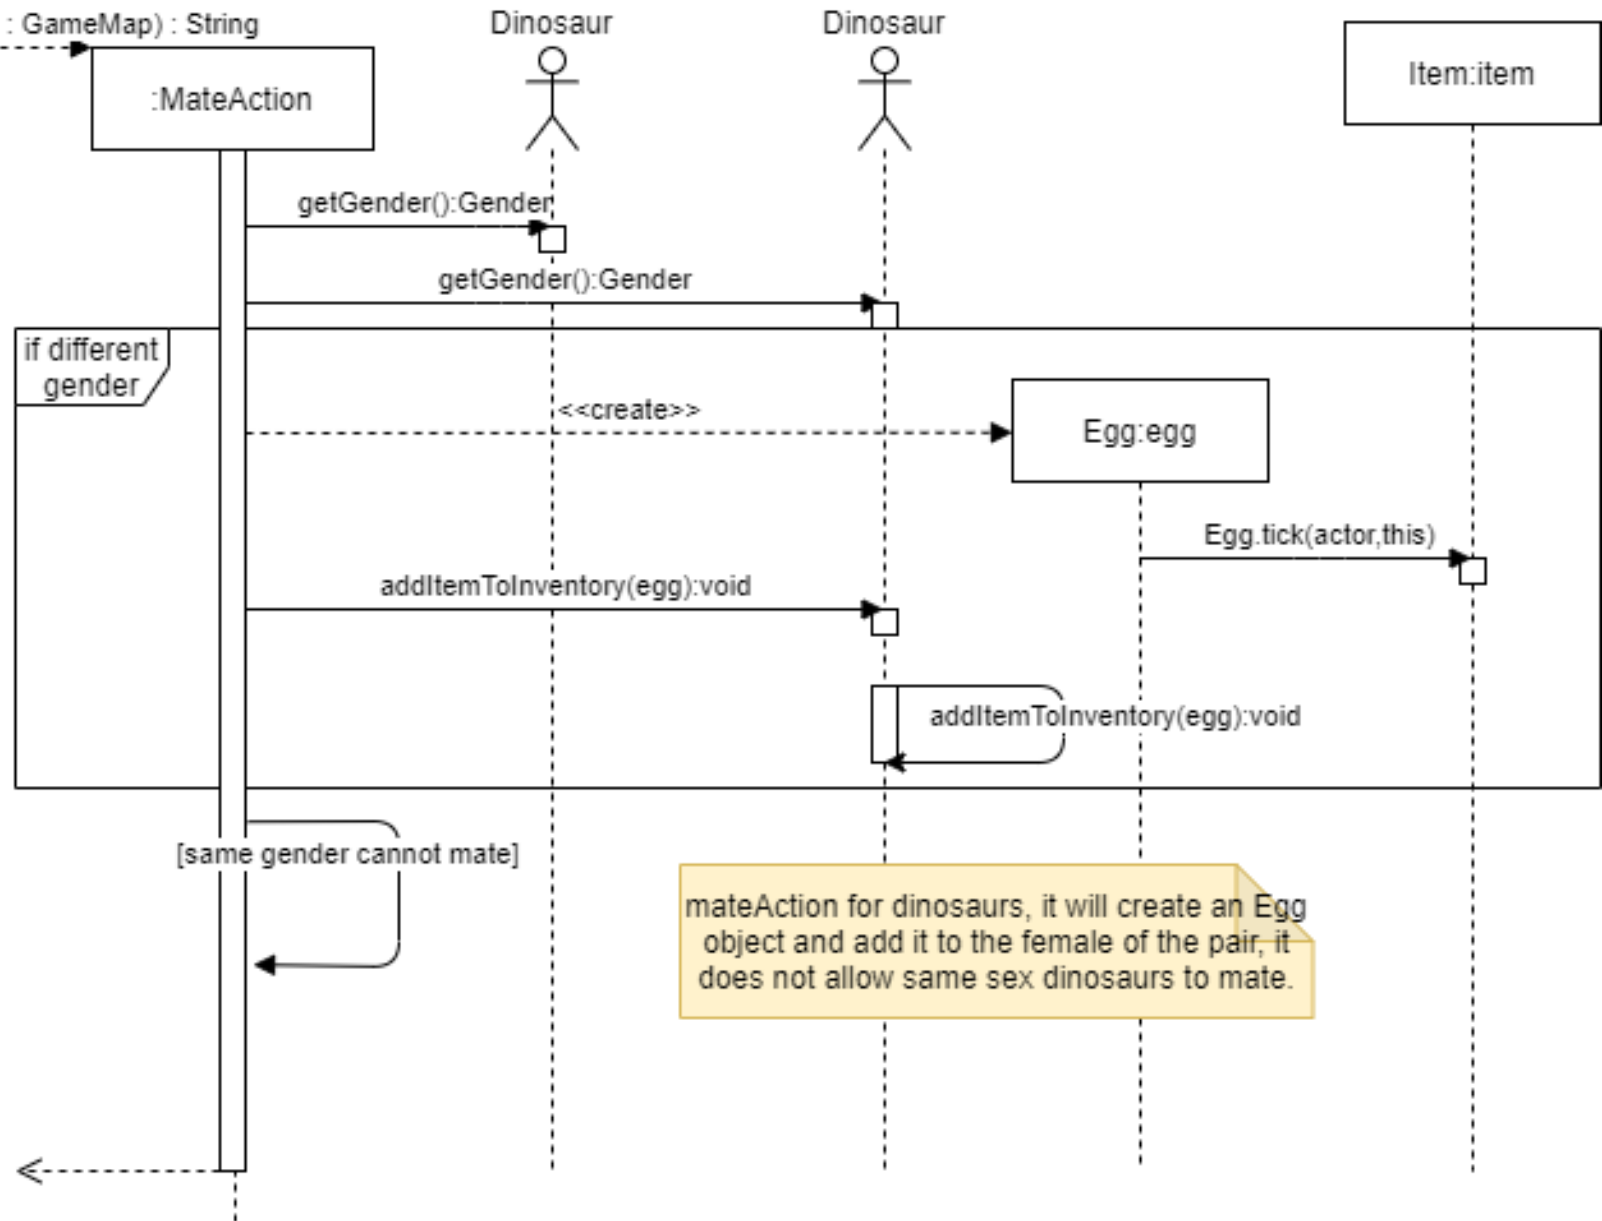 : GameMap) : String
Dinosaur
Dinosaur
Item:item
:MateAction
getGender():Gender
getGender():Gender
if different
gender
<<create>>
Egg:egg
Egg.tick(actor,this)
addItemToInventory(egg):void
addItemToInventory(egg):void
[same gender cannot mate]
mateAction for dinosaurs, it will create an Egg
object and add it to the female of the pair, it
does not allow same sex dinosaurs to mate.